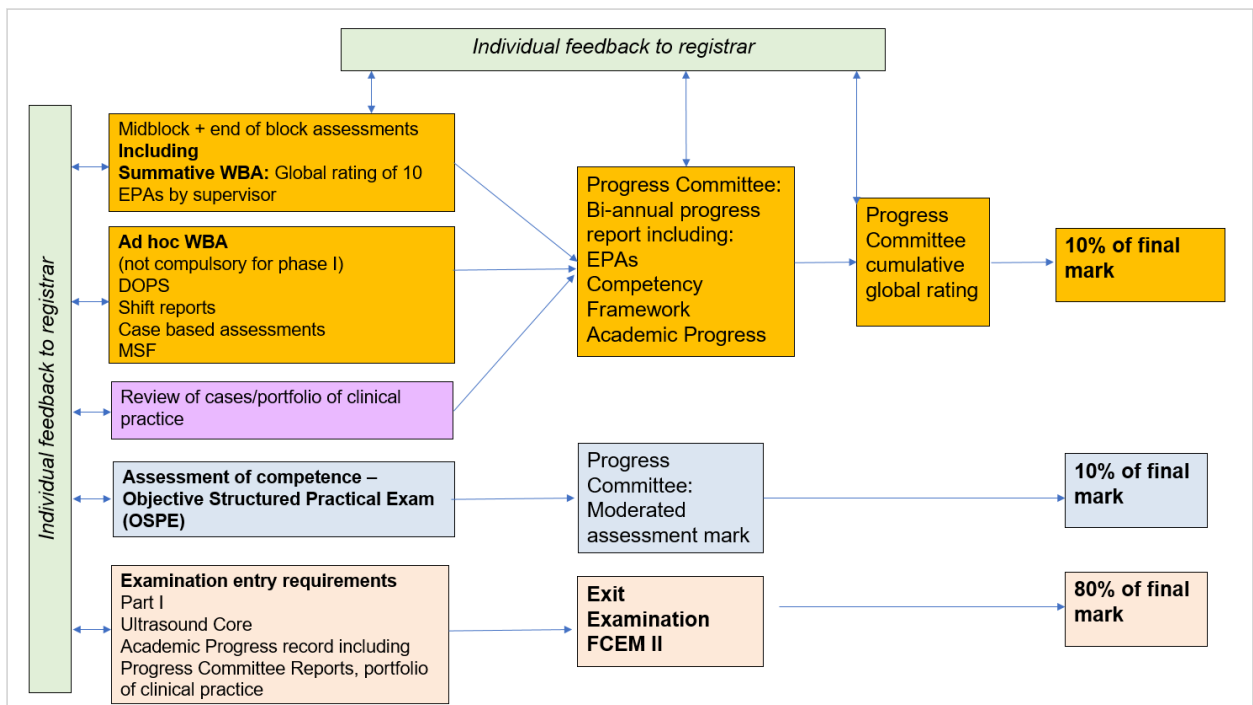 Individual feedback to registrar
Individual feedback to registrar
Midblock + end of block assessments
Including
Summative WBA: Global rating of 10
EPAs by supervisor
Ad hoc WBA
(not compulsory for phase I)
DOPS
Shift reports
Case based assessments
MSF
Review of cases/portfolio of clinical
practice
Progress Committee:
Bi-annual progress
report including:
EPAs
Competency
Framework
Academic Progress
Progress
Committee
cumulative
global rating
10% of final
mark
Assessment of competence –
Objective Structured Practical Exam
(OSPE)
Progress
Committee:
Moderated
assessment mark
10% of final
mark
Examination entry requirements
Part I
Ultrasound Core
Academic Progress record including
Progress Committee Reports, portfolio
of clinical practice
Exit
Examination
FCEM II
80% of final
mark